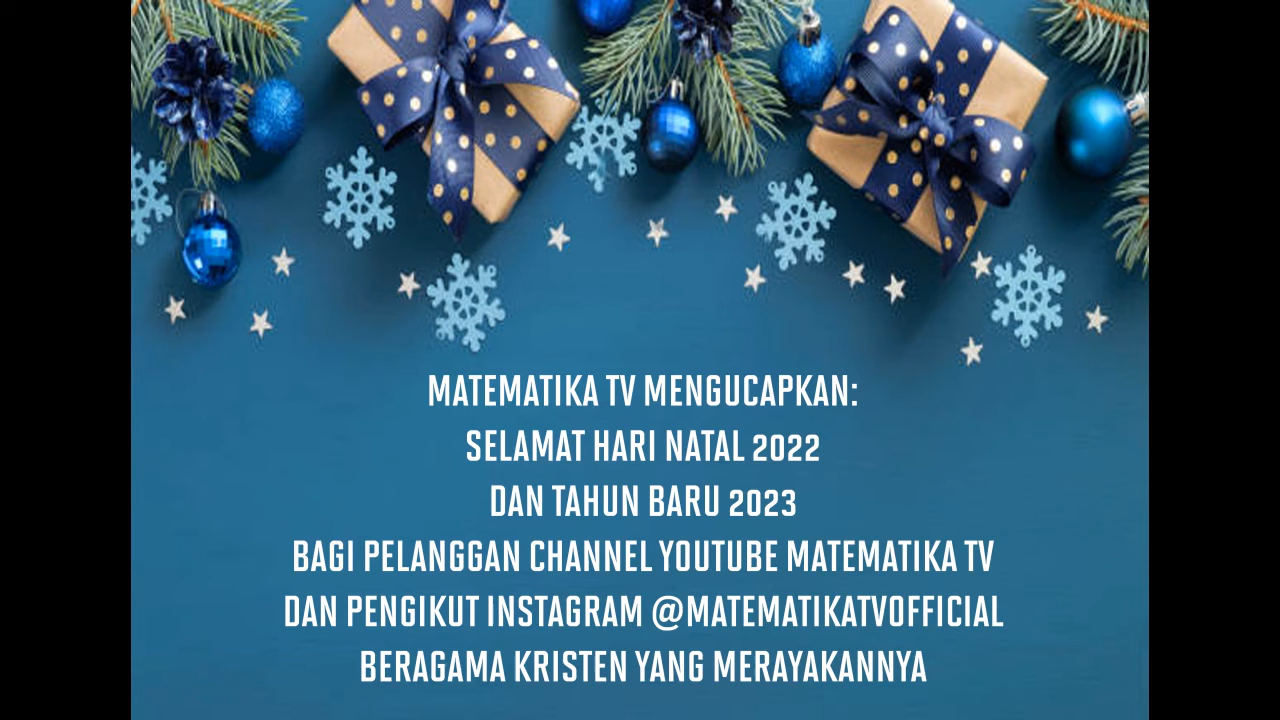 MATEMATIKA TV MENGUCAPKAN:
SELAMAT HARI NATAL 2022
DAN TAHUN BARU 2023
BAGI PELANGGAN CHANNEL YOUTUBE MATEMATIKA TV
DAN PENGIKUT INSTAGRAM @MATEMATIKATVOFFICIAL
BERAGAMA KRISTEN YANG MERAYAKANNYA